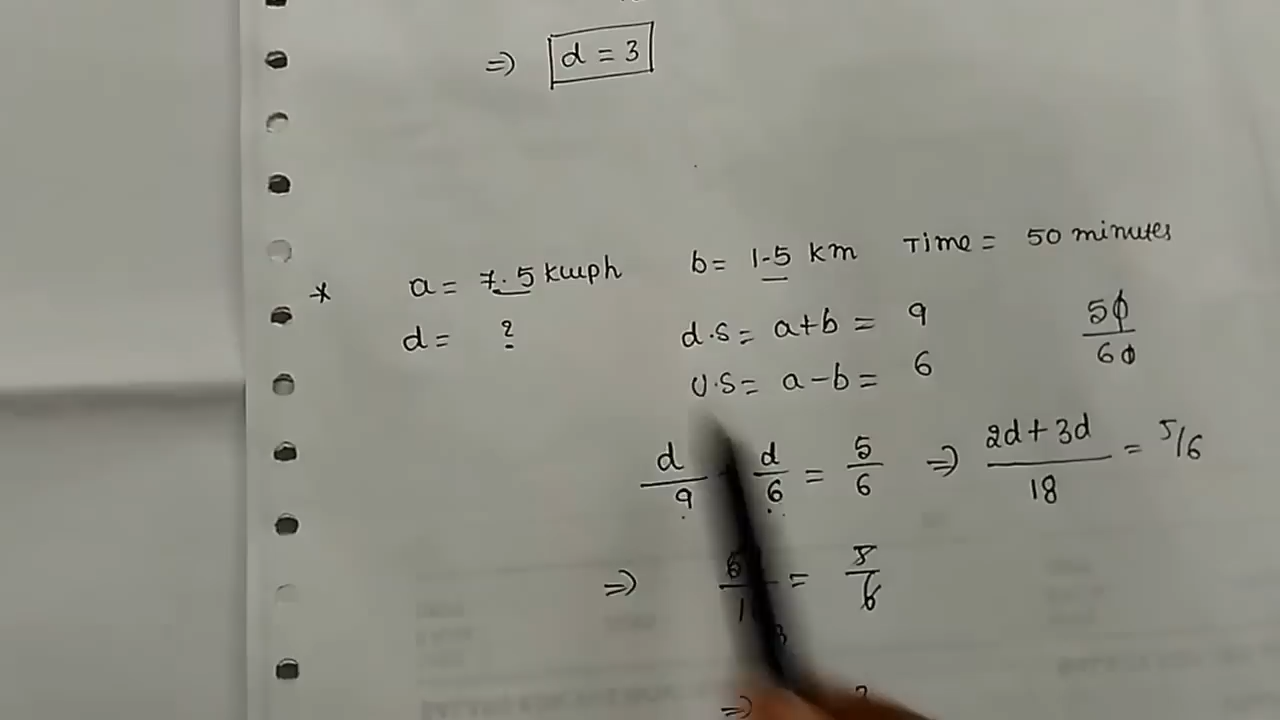 => d = 3
* a = 7.5 kmph b = 1.5 km Time = 50 minutes
d = ? d.s = a+b = 9 50/60
U.S = a-b = 6
d/9 + d/6 = 5/6 => 2d+3d/18 = 5/6
=> = 5/6
=>